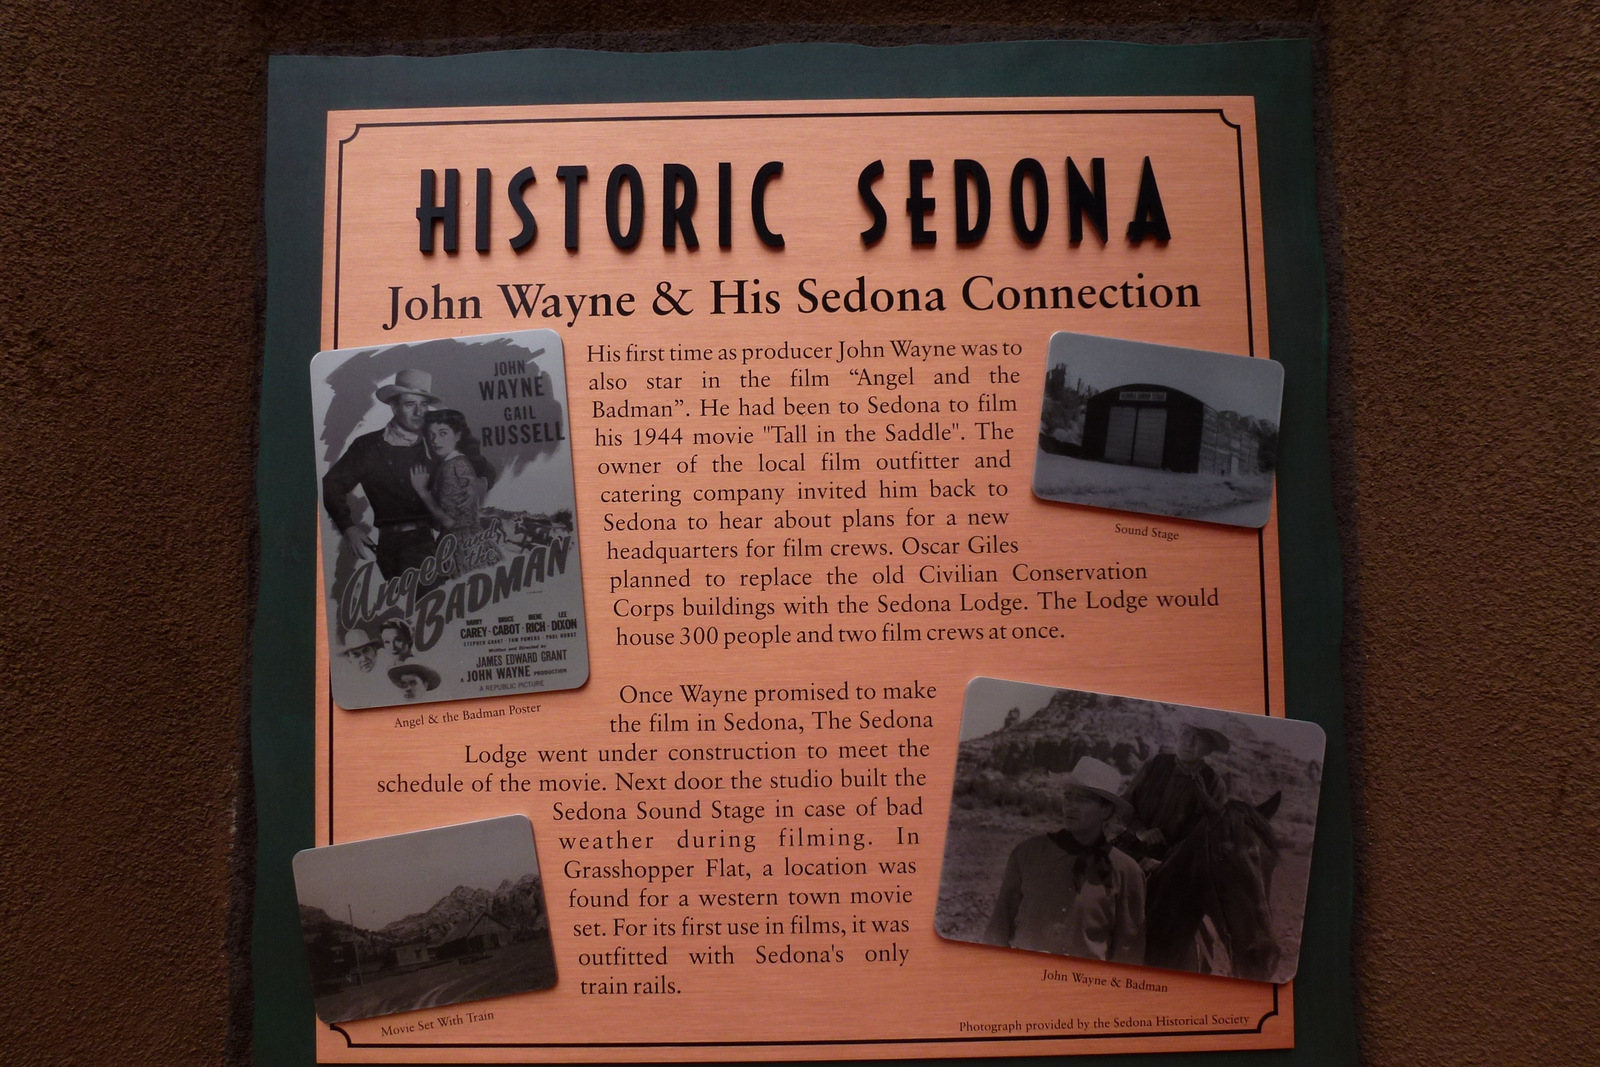 HISTORIC SEDONA
John Wayne & His Sedona Connection
JOHN
WAYNE
GAIL
RUSSELL
Angel and the
BADMAN
HARRY CAREY · BRUCE CABOT · IRENE RICH · LEE DIXON
STEPHEN GRANT · TOM POWERS · PAUL HURST
Written and Directed by
JAMES EDWARD GRANT
A JOHN WAYNE PRODUCTION
A REPUBLIC PICTURE
Angel & the Badman Poster
His first time as producer John Wayne was to
also star in the film “Angel and the
Badman”. He had been to Sedona to film
his 1944 movie "Tall in the Saddle". The
owner of the local film outfitter and
catering company invited him back to
Sedona to hear about plans for a new
headquarters for film crews. Oscar Giles
planned to replace the old Civilian Conservation
Corps buildings with the Sedona Lodge. The Lodge would
house 300 people and two film crews at once.
Sound Stage
Once Wayne promised to make
the film in Sedona, The Sedona
Lodge went under construction to meet the
schedule of the movie. Next door the studio built the
Sedona Sound Stage in case of bad
weather during filming. In
Grasshopper Flat, a location was
found for a western town movie
set. For its first use in films, it was
outfitted with Sedona's only
train rails.
Movie Set With Train
John Wayne & Badman
Photograph provided by the Sedona Historical Society